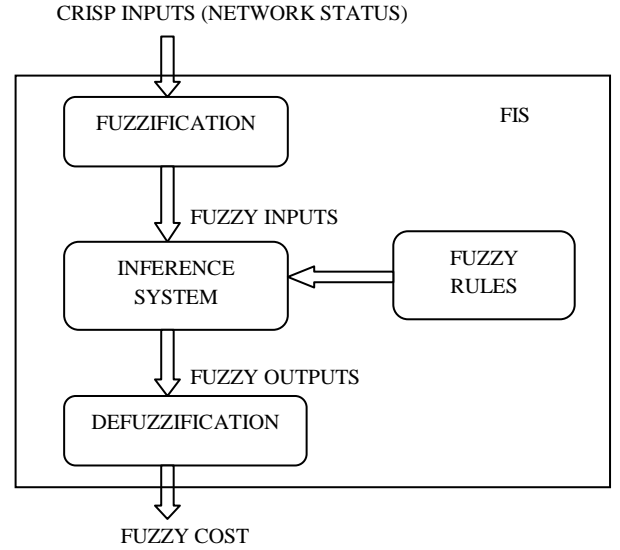 CRISP INPUTS (NETWORK STATUS)
FUZZIFICATION
FIS
FUZZY INPUTS
INFERENCE
SYSTEM
FUZZY
RULES
FUZZY OUTPUTS
DEFUZZIFICATION
FUZZY COST